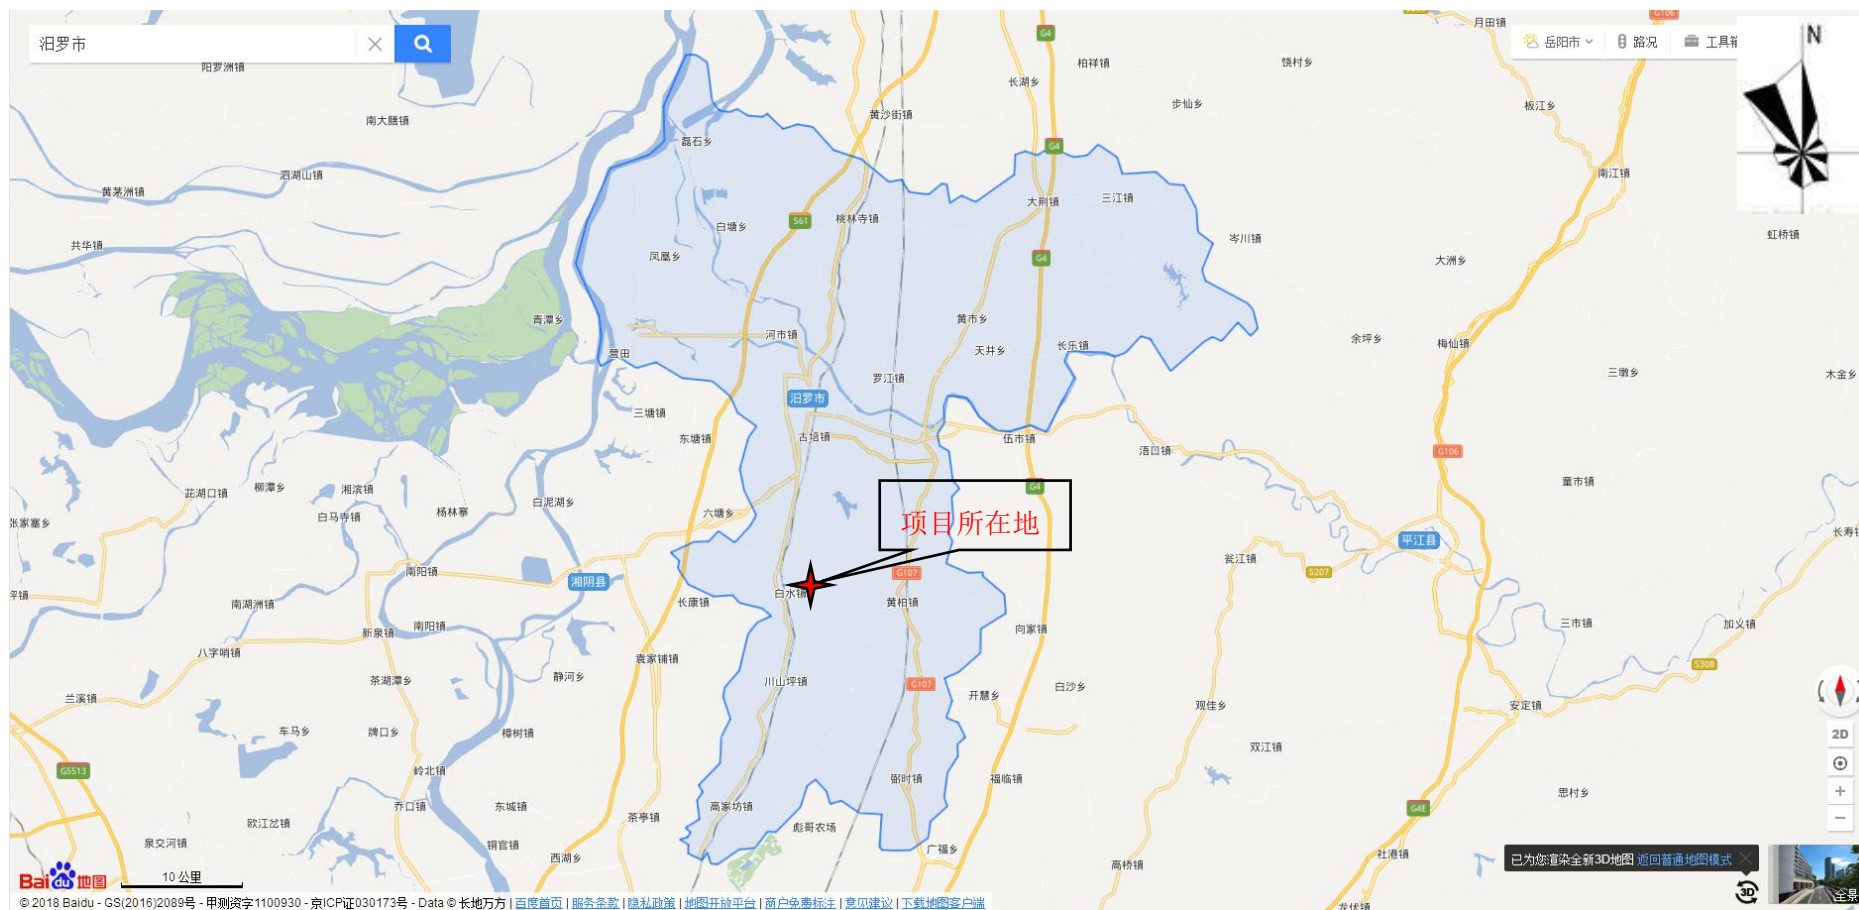 汨罗市
岳阳市
路况
工具箱
N
G4
G106
月田镇
阳罗洲镇
柏祥镇
饶村乡
长湖乡
步仙乡
板江乡
黄沙街镇
南大膳镇
磊石乡
G4
泗湖山镇
黄茅洲镇
南江镇
大荆镇
三江镇
S61
桃林寺镇
白塘乡
共华镇
岑川镇
虹桥镇
凤凰乡
G4
大洲乡
青潭乡
黄市乡
河市镇
天井乡
长乐镇
余坪乡
梅仙镇
营田
罗江镇
三墩乡
木金乡
汨罗市
三塘镇
东塘镇
古培镇
伍市镇
浯口镇
G106
茈湖口镇
柳潭乡
湘滨镇
G4
童市镇
白泥湖乡
杨林寨
六塘乡
白马寺镇
张家塞乡
项目所在地
长寿镇
平江县
瓮江镇
南阳镇
湘阴县
G107
S207
白水镇
坪镇
南湖洲镇
长康镇
黄柏镇
三市镇
加义镇
新泉镇
南阳镇
向家镇
八字哨镇
袁家铺镇
S308
茶湖潭乡
静河乡
川山坪镇
G107
开慧乡
白沙乡
兰溪镇
观佳乡
安定镇
车马乡
牌口乡
樟树镇
双江镇
2D
G5513
岭北镇
弼时镇
福临镇
思村乡
乔口镇
东城镇
高家坊镇
G4E
茶亭镇
欧江岔镇
彪哥农场
泉交河镇
铜官镇
西湖乡
广福乡
高桥镇
社港镇
已为您渲染全新3D地图 返回普通地图模式
Bai du 地图
10 公里
3D
全景
© 2018 Baidu - GS(2016)2089号 - 甲测资字1100930 - 京ICP证030173号 - Data © 长地万方 | 百度首页 | 服务条款 | 隐私政策 | 地图开放平台 | 商户免费标注 | 意见建议 | 下载地图客户端
龙伏镇